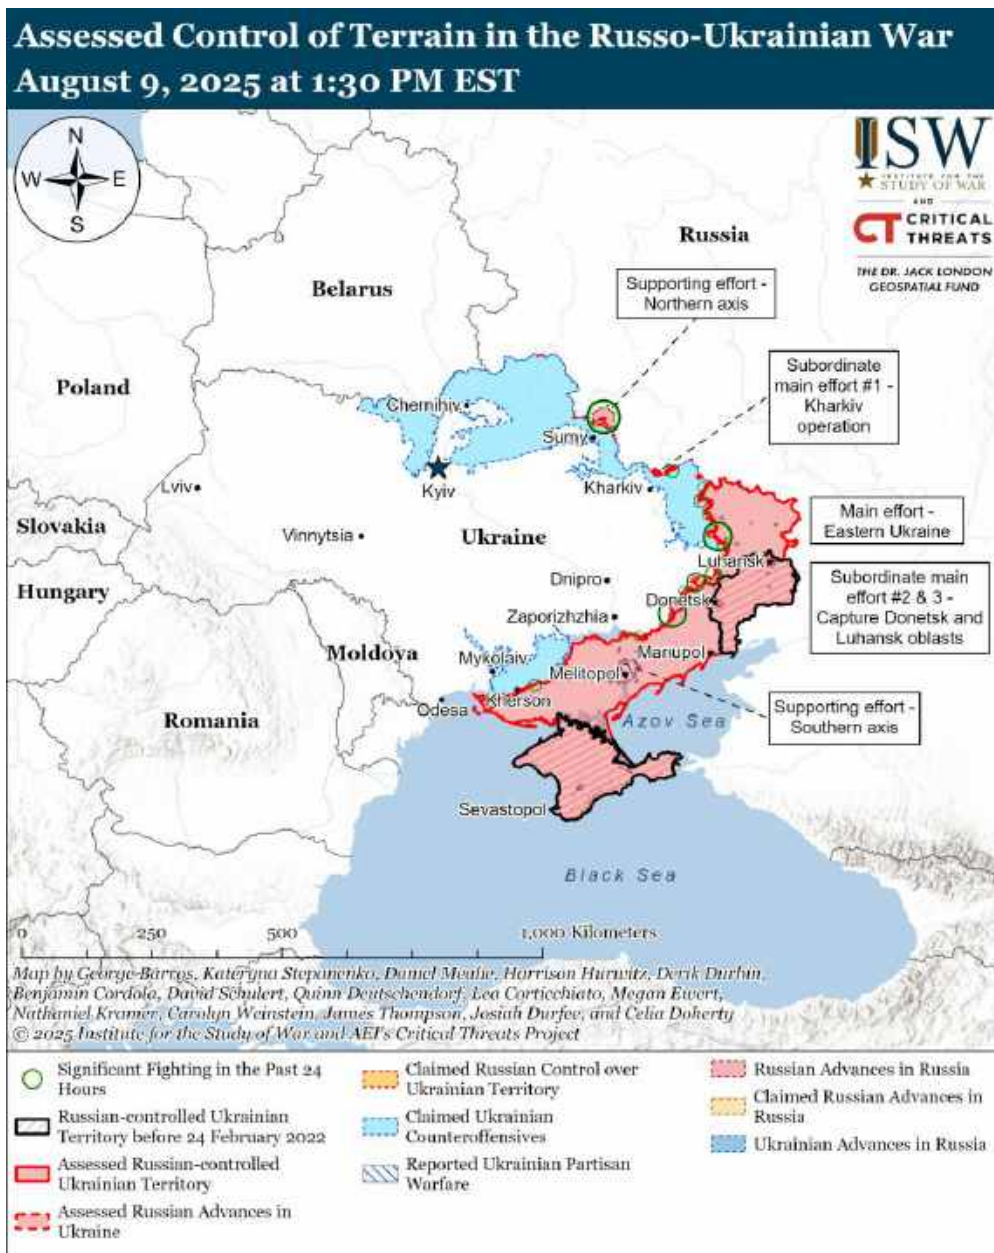 Assessed Control of Terrain in the Russo-Ukrainian War
August 9, 2025 at 1:30 PM EST
N
W
E
S
ISW
INSTITUTE FOR THE
STUDY OF WAR
AND
CT CRITICAL
THREATS
THE DR. JACK LONDON
GEOSPATIAL FUND
Russia
Belarus
Supporting effort -
Northern axis
Subordinate
main effort #1 -
Kharkiv
operation
Poland
Chernihiv
Sumy
Kyiv
Kharkiv
Lviv
Slovakia
Vinnytsia
Ukraine
Main effort -
Eastern Ukraine
Luhansk
Hungary
Dnipro
Donetsk
Subordinate main
effort #2 & 3 -
Capture Donetsk and
Luhansk oblasts
Zaporizhzhia
Moldova
Mykolaiv
Mariupol
Melitopol
Romania
Odesa
Kherson
Azov Sea
Supporting effort -
Southern axis
Sevastopol
Black Sea
0
250
500
1,000 Kilometers
Map by George Barros, Kateryna Stepanenko, Daniel Mealie, Harrison Hurwitz, Derik Durbin,
Benjamin Cordola, David Schulert, Quinn Deutschendorf, Lea Corticchiato, Megan Ewert,
Nathaniel Kramer, Carolyn Weinstein, James Thompson, Josiah Durfee, and Celia Doherty
© 2025 Institute for the Study of War and AEI's Critical Threats Project
Significant Fighting in the Past 24
Hours
Russian-controlled Ukrainian
Territory before 24 February 2022
Assessed Russian-controlled
Ukrainian Territory
Assessed Russian Advances in
Ukraine
Claimed Russian Control over
Ukrainian Territory
Claimed Ukrainian
Counteroffensives
Reported Ukrainian Partisan
Warfare
Russian Advances in Russia
Claimed Russian Advances in
Russia
Ukrainian Advances in Russia